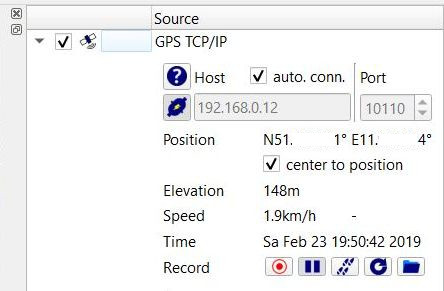 Source
GPS TCP/IP
Host auto. conn. Port
192.168.0.12 10110
Position N51. 1° E11. 4°
center to position
Elevation 148m
Speed 1.9km/h -
Time Sa Feb 23 19:50:42 2019
Record